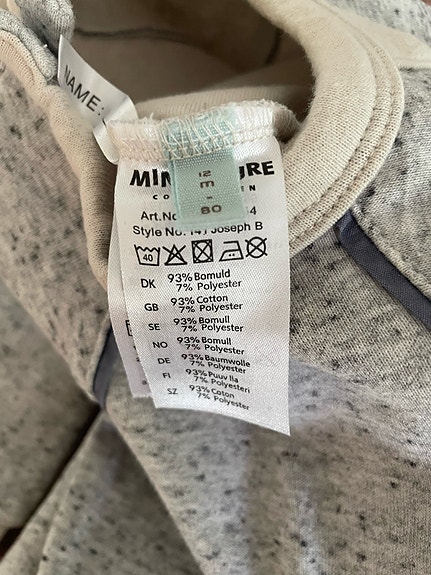 NAME:
12
M
-
80
Art.No
4
Style No. 147 Joseph B
40
DK 93% Bomuld
7% Polyester
GB 93% Cotton
7% Polyester
SE 93% Bomull
7% Polyester
NO 93% Bomull
7% Polyester
DE 93% Baumwolle
7% Polyester
FI 93% Puuvilla
7% Polyesteri
SZ 93% Coton
7% Polyester